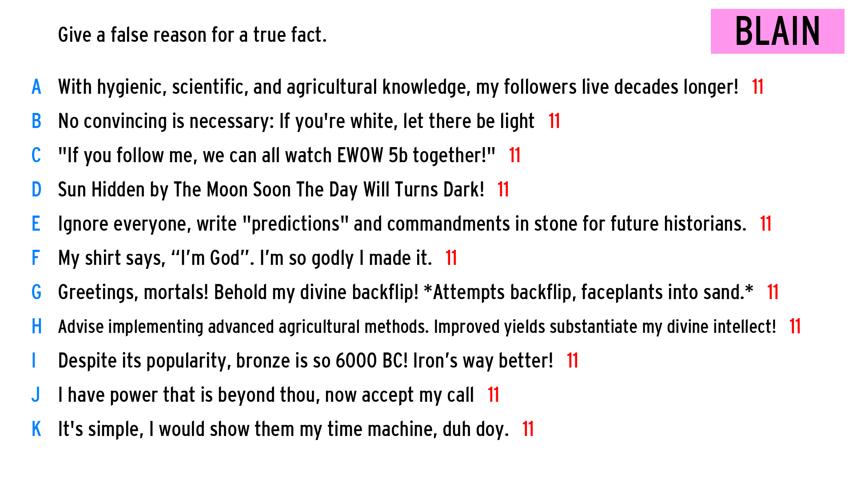 Give a false reason for a true fact.
BLAIN
A With hygienic, scientific, and agricultural knowledge, my followers live decades longer! 11
B No convincing is necessary: If you're white, let there be light 11
C "If you follow me, we can all watch EWOW 5b together!" 11
D Sun Hidden by The Moon Soon The Day Will Turns Dark! 11
E Ignore everyone, write "predictions" and commandments in stone for future historians. 11
F My shirt says, “I’m God”. I’m so godly I made it. 11
G Greetings, mortals! Behold my divine backflip! *Attempts backflip, faceplants into sand.* 11
H Advise implementing advanced agricultural methods. Improved yields substantiate my divine intellect! 11
I Despite its popularity, bronze is so 6000 BC! Iron’s way better! 11
J I have power that is beyond thou, now accept my call 11
K It's simple, I would show them my time machine, duh doy. 11